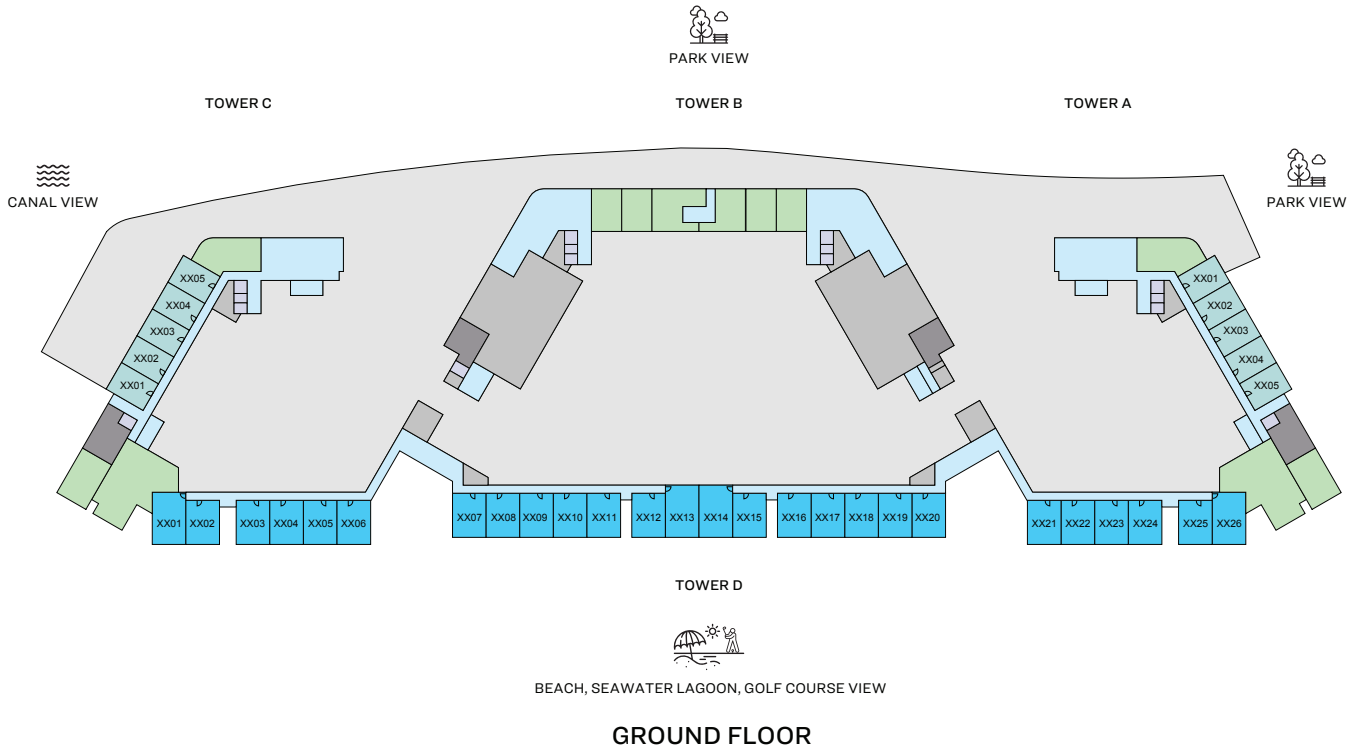 PARK VIEW
TOWER C
TOWER B
TOWER A
CANAL VIEW
PARK VIEW
XX05
XX04
XX03
XX02
XX01
XX01
XX02
XX03
XX04
XX05
XX01
XX02
XX03
XX04
XX05
XX06
XX07
XX08
XX09
XX10
XX11
XX12
XX13
XX14
XX15
XX16
XX17
XX18
XX19
XX20
XX21
XX22
XX23
XX24
XX25
XX26
TOWER D
BEACH, SEAWATER LAGOON, GOLF COURSE VIEW
GROUND FLOOR